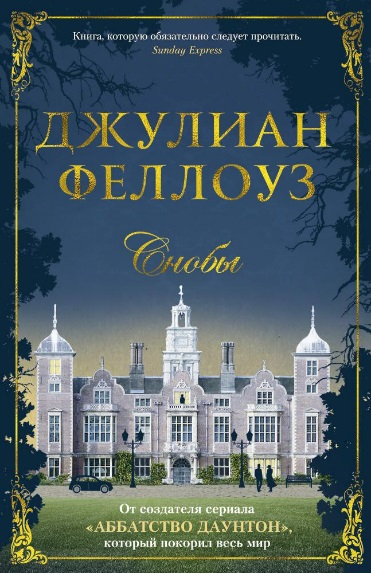 Книга, которую обязательно следует прочитать.
Sunday Express
ДЖУЛИАН
ФЕЛЛОУЗ
Снобы
От создателя сериала
«АББАТСТВО ДАУНТОН»,
который покорил весь мир